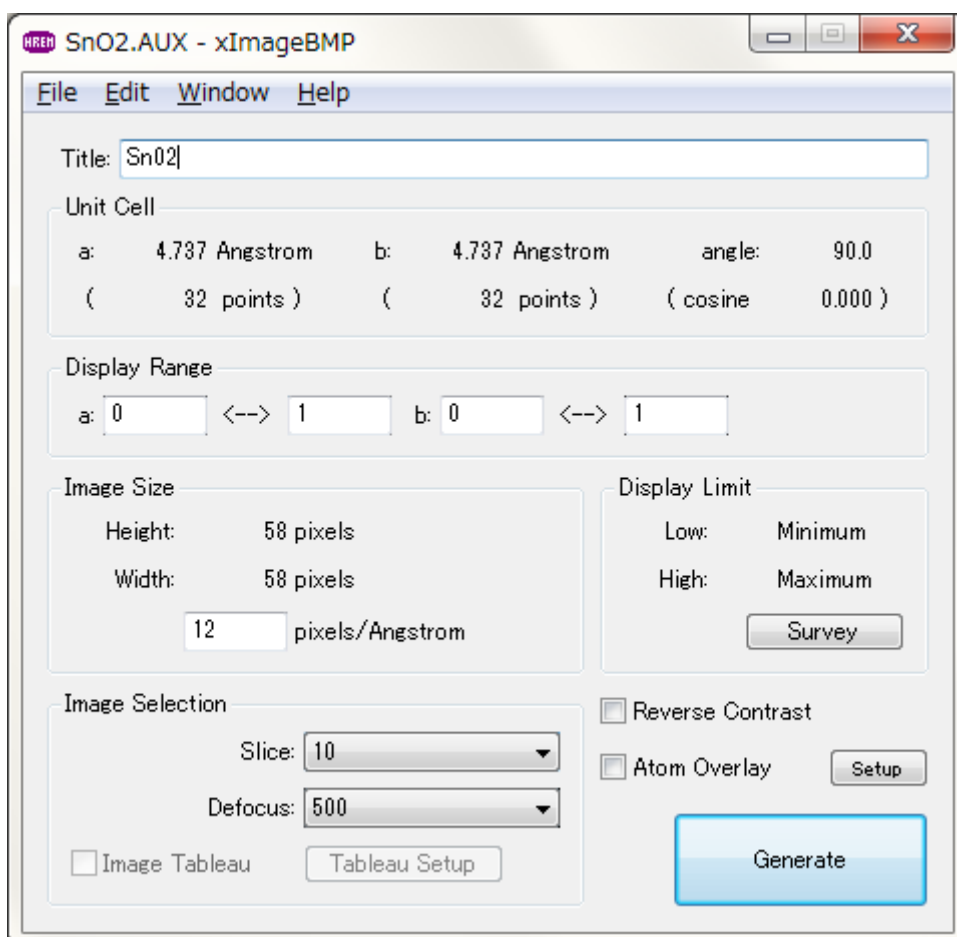 HREM SnO2.AUX - xImageBMP
File Edit Window Help
Title: Sn02
Unit Cell
a: 4.737 Angstrom b: 4.737 Angstrom angle: 90.0
( 32 points ) ( 32 points ) ( cosine 0.000 )
Display Range
a: 0 <--> 1 b: 0 <--> 1
Image Size
Height: 58 pixels
Width: 58 pixels
12 pixels/Angstrom
Display Limit
Low: Minimum
High: Maximum
Survey
Image Selection
Slice: 10
Defocus: 500
Image Tableau Tableau Setup
Reverse Contrast
Atom Overlay Setup
Generate